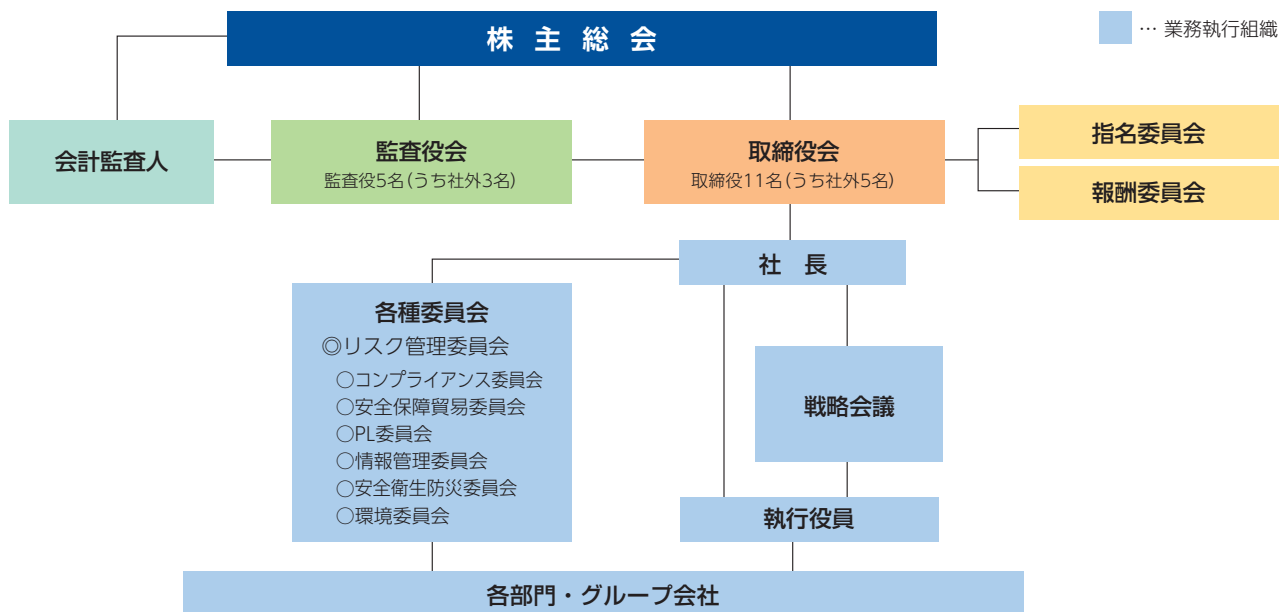 株主総会
… 業務執行組織
会計監査人
監査役会
監査役5名(うち社外3名)
取締役会
取締役11名(うち社外5名)
指名委員会
報酬委員会
社 長
各種委員会
◎リスク管理委員会
○コンプライアンス委員会
○安全保障貿易委員会
○PL委員会
○情報管理委員会
○安全衛生防災委員会
○環境委員会
戦略会議
執行役員
各部門・グループ会社